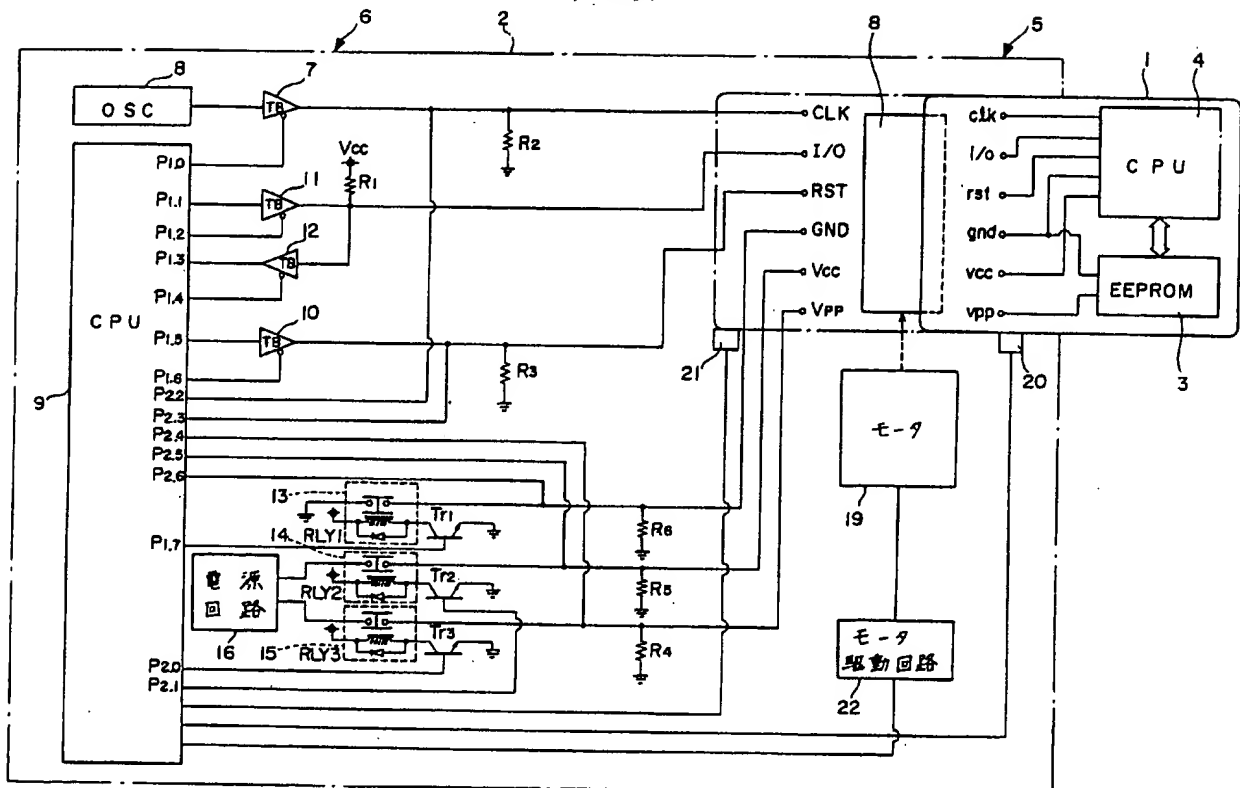 6
2
5
8
7
8
1
4
OSC
TB
CLK
clk
R2
CPU
P1.0
Vcc
I/O
i/o
R1
11
P1.1
TB
RST
rst
P1.2
12
GND
gnd
P1.3
TB
P1.4
Vcc
vcc
EEPROM
CPU
10
VPP
vpp
P1.5
TB
21
20
3
P1.6
R3
9
P2.2
P2.3
P2.4
モータ
P2.5
P2.6
13
19
Tr1
R6
RLY1
P1.7
14
電源
回路
Tr2
R5
RLY2
モータ
駆動回路
16
Tr3
15
RLY3
R4
P2.0
22
P2.1